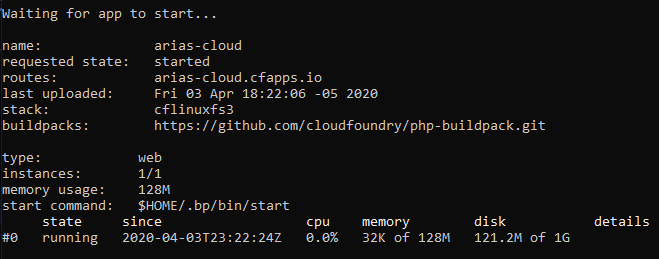 Waiting for app to start...
name: arias-cloud
requested state: started
routes: arias-cloud.cfapps.io
last uploaded: Fri 03 Apr 18:22:06 -05 2020
stack: cflinuxfs3
buildpacks: https://github.com/cloudfoundry/php-buildpack.git
type: web
instances: 1/1
memory usage: 128M
start command: $HOME/.bp/bin/start
state since cpu memory disk details
#0 running 2020-04-03T23:22:24Z 0.0% 32K of 128M 121.2M of 1G